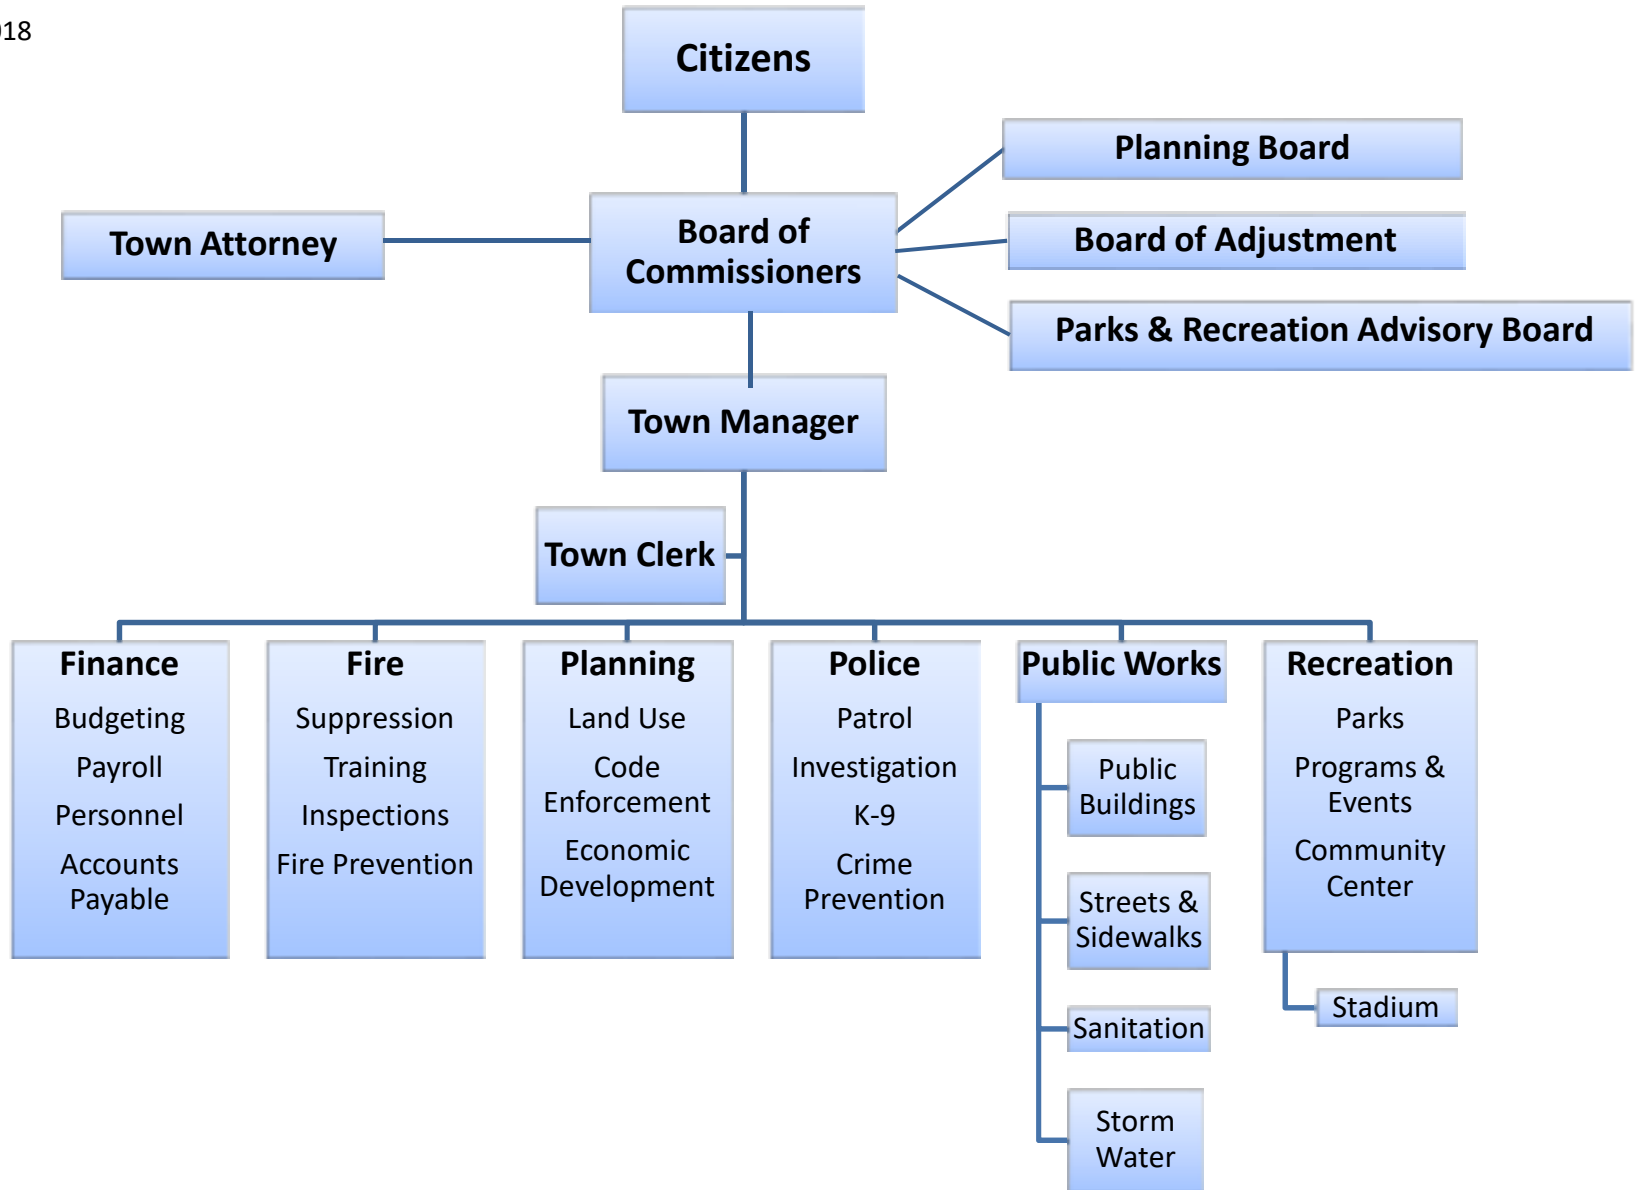 018
Citizens
Planning Board
Town Attorney
Board of
Commissioners
Board of Adjustment
Parks & Recreation Advisory Board
Town Manager
Town Clerk
Finance
Budgeting
Payroll
Personnel
Accounts
Payable
Fire
Suppression
Training
Inspections
Fire Prevention
Planning
Land Use
Code
Enforcement
Economic
Development
Police
Patrol
Investigation
K-9
Crime
Prevention
Public Works
Public
Buildings
Streets &
Sidewalks
Sanitation
Storm
Water
Recreation
Parks
Programs &
Events
Community
Center
Stadium